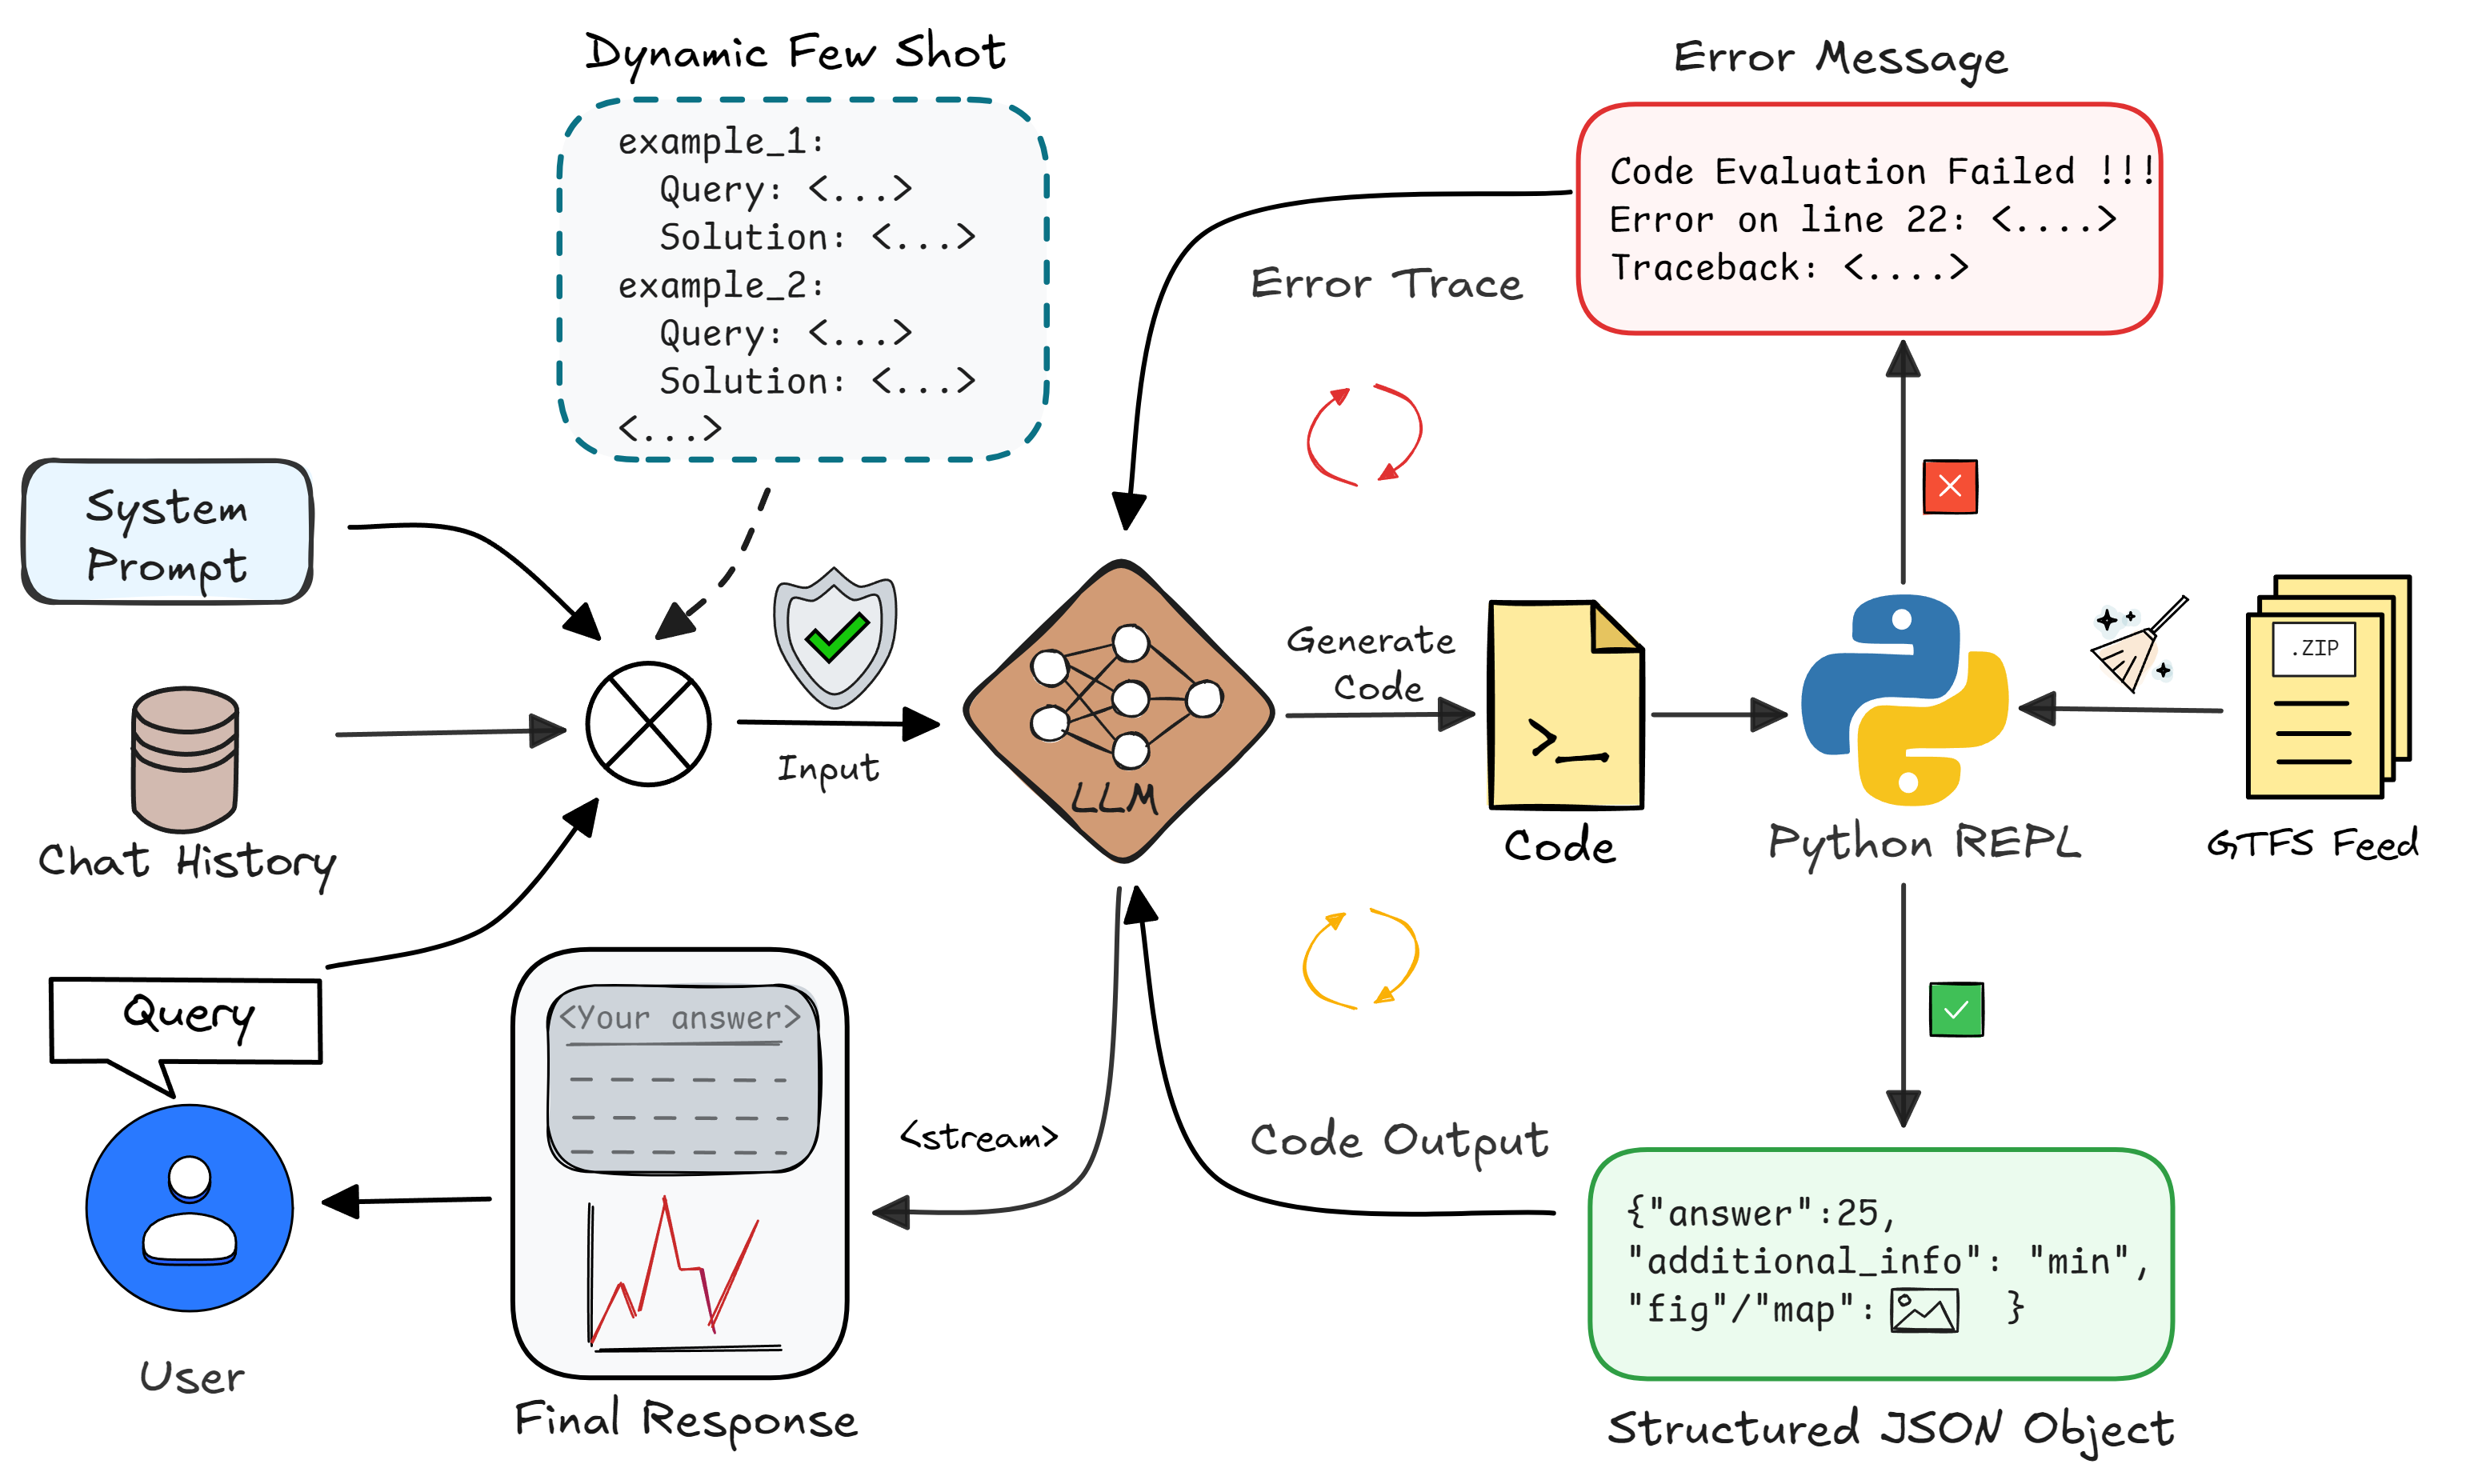 Dynamic Few Shot
example_1:
Query: <...>
Solution: <...>
example_2:
Query: <...>
Solution: <...>
<...>
Error Message
Code Evaluation Failed !!!
Error on line 22: <....>
Traceback: <....>
Error Trace
System
Prompt
Chat History
Query
User
Input
LLM
Generate
Code
>_
Code
Python REPL
.ZIP
GTFS Feed
<Your answer>
Final Response
<stream>
Code Output
{"answer":25,
"additional_info": "min",
"fig"/"map": }
Structured JSON Object